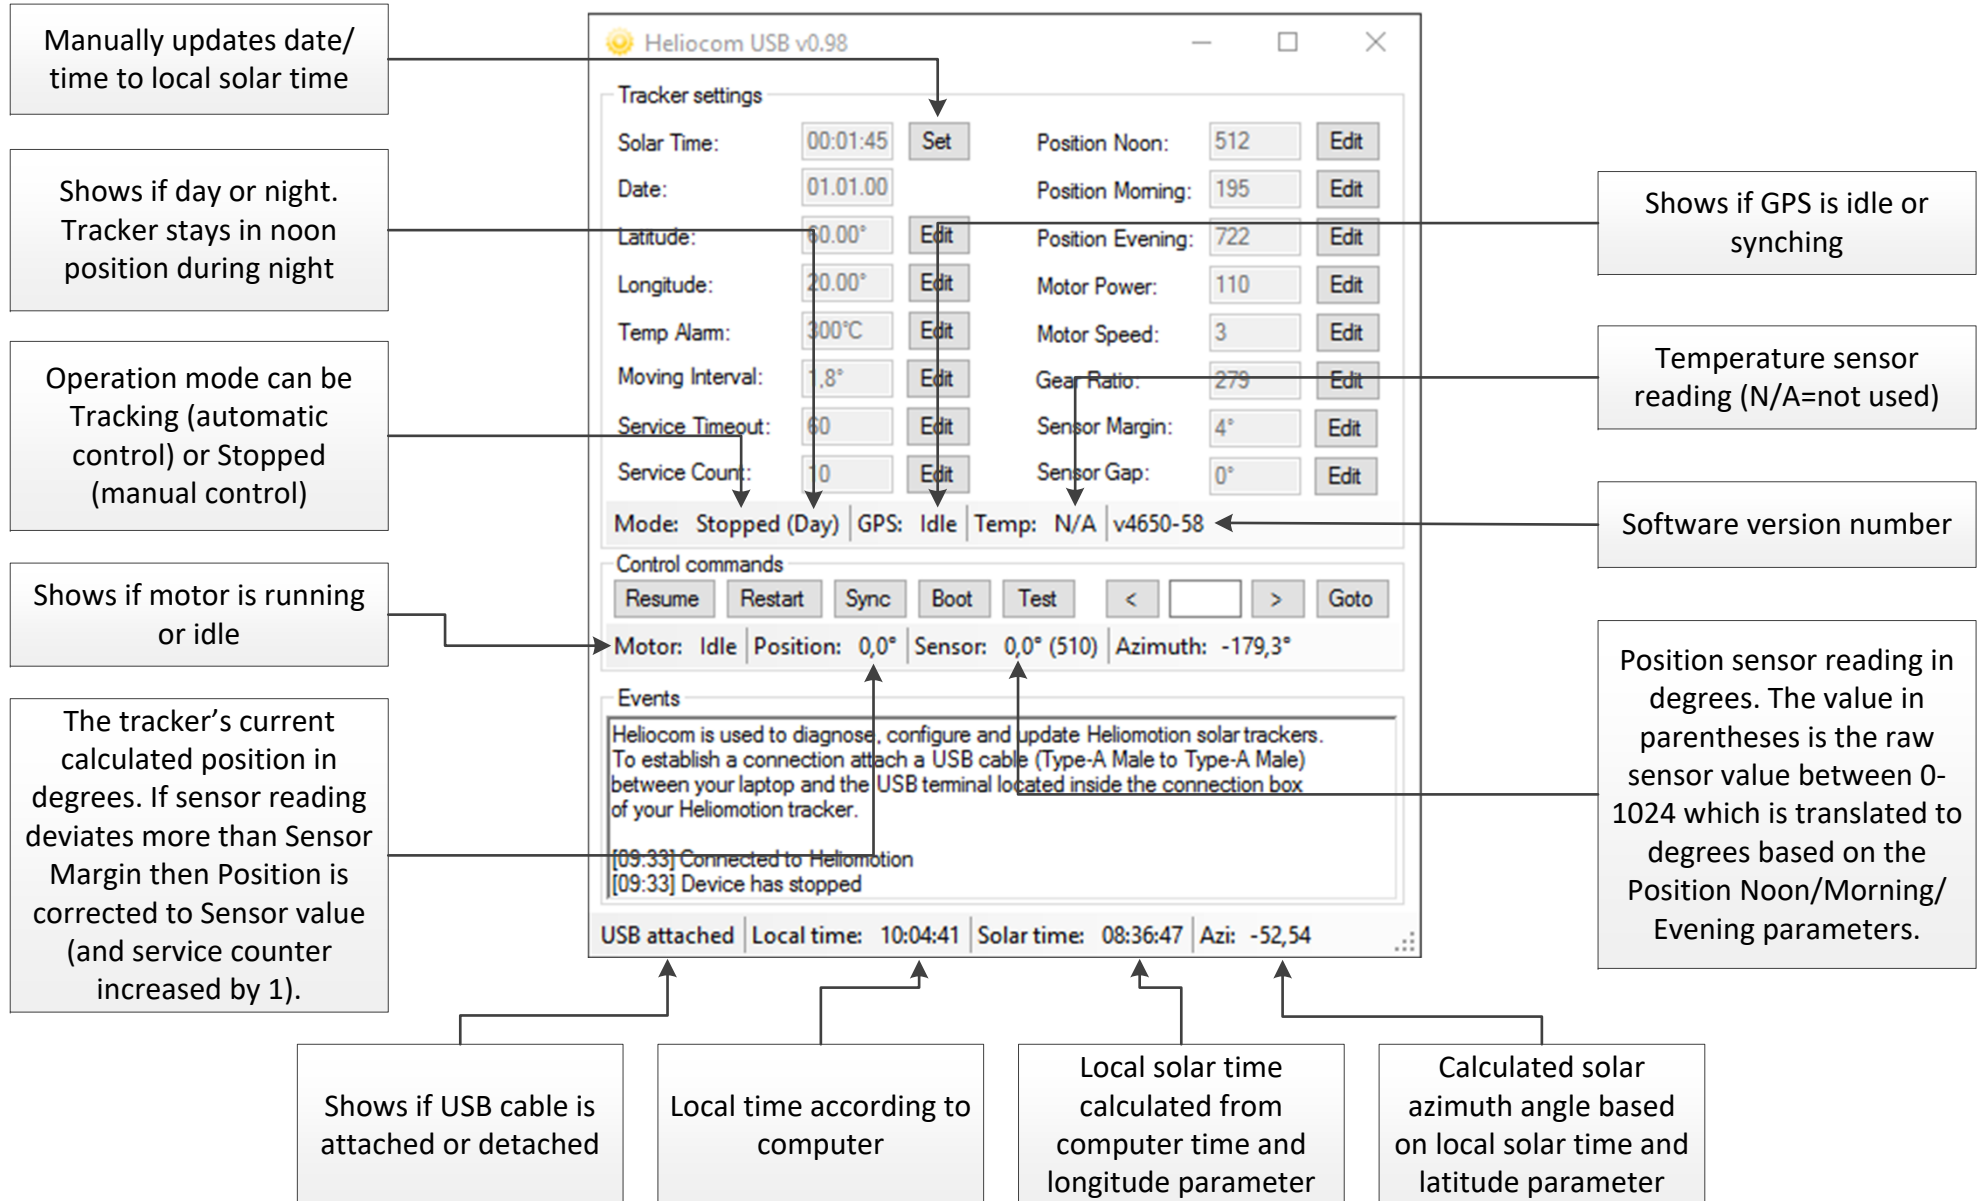 Manually updates date/
time to local solar time
Shows if day or night.
Tracker stays in noon
position during night
Operation mode can be
Tracking (automatic
control) or Stopped
(manual control)
Shows if motor is running
or idle
The tracker’s current
calculated position in
degrees. If sensor reading
deviates more than Sensor
Margin then Position is
corrected to Sensor value
(and service counter
increased by 1).
Heliocom USB v0.98
Tracker settings
Solar Time: 00:01:45 Set Position Noon: 512 Edit
Date: 01.01.00 Position Morning: 195 Edit
Latitude: 60.00° Edit Position Evening: 722 Edit
Longitude: 20.00° Edit Motor Power: 110 Edit
Temp Alarm: 300°C Edit Motor Speed: 3 Edit
Moving Interval: 1,8° Edit Gear Ratio: 279 Edit
Service Timeout: 60 Edit Sensor Margin: 4° Edit
Service Count: 10 Edit Sensor Gap: 0° Edit
Mode: Stopped (Day) GPS: Idle Temp: N/A v4650-58
Control commands
Resume Restart Sync Boot Test < > Goto
Motor: Idle Position: 0,0° Sensor: 0,0° (510) Azimuth: -179,3°
Events
Heliocom is used to diagnose, configure and update Heliomotion solar trackers.
To establish a connection attach a USB cable (Type-A Male to Type-A Male)
between your laptop and the USB terminal located inside the connection box
of your Heliomotion tracker.
[09:33] Connected to Heliomotion
[09:33] Device has stopped
USB attached Local time: 10:04:41 Solar time: 08:36:47 Azi: -52,54
Shows if GPS is idle or
synching
Temperature sensor
reading (N/A=not used)
Software version number
Position sensor reading in
degrees. The value in
parentheses is the raw
sensor value between 0-
1024 which is translated to
degrees based on the
Position Noon/Morning/
Evening parameters.
Shows if USB cable is
attached or detached
Local time according to
computer
Local solar time
calculated from
computer time and
longitude parameter
Calculated solar
azimuth angle based
on local solar time and
latitude parameter